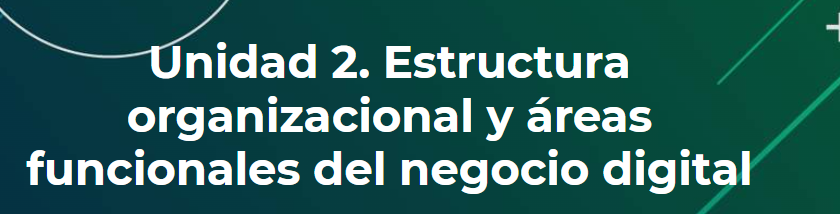 Unidad 2. Estructura
organizacional y áreas
funcionales del negocio digital